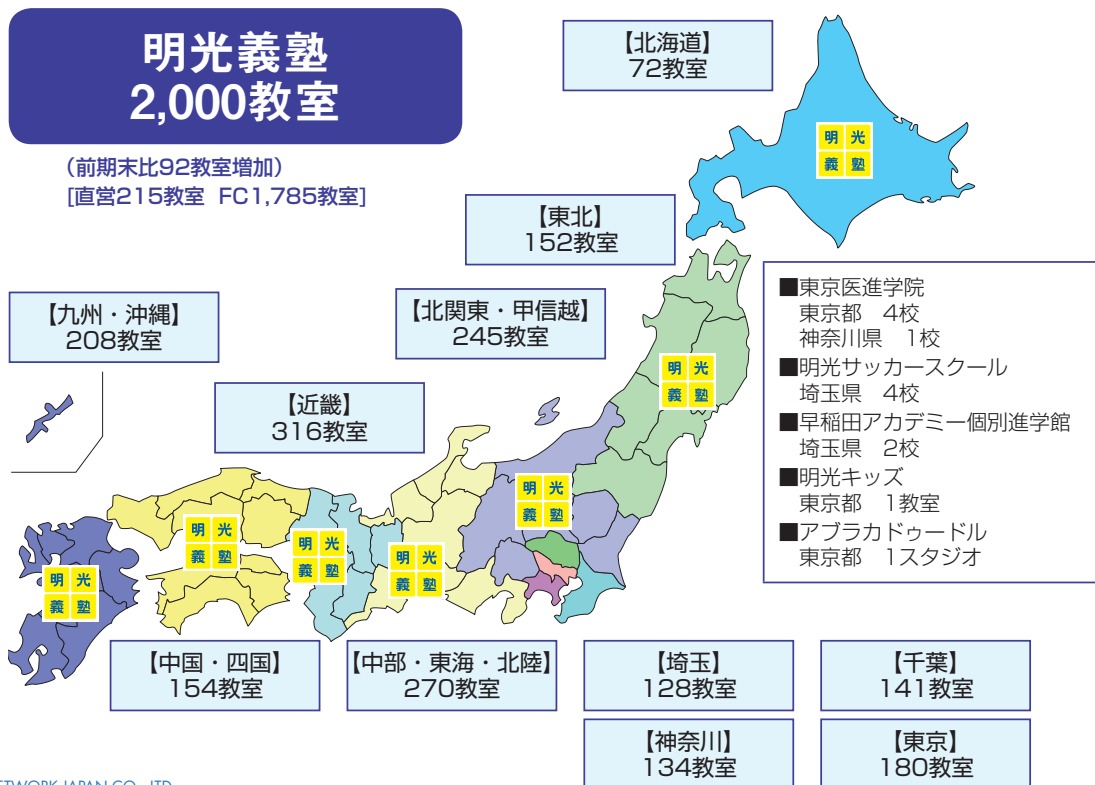 明光義塾
2,000教室
(前期末比92教室増加)
[直営215教室 FC1,785教室]
【北海道】
72教室
【東北】
152教室
【北関東・甲信越】
245教室
【九州・沖縄】
208教室
【近畿】
316教室
明光
義塾
明光
義塾
明光
義塾
明光
義塾
明光
義塾
明光
義塾
明光
義塾
■東京医進学院
東京都 4校
神奈川県 1校
■明光サッカースクール
埼玉県 4校
■早稲田アカデミー個別進学館
埼玉県 2校
■明光キッズ
東京都 1教室
■アブラカドゥードル
東京都 1スタジオ
【中国・四国】
154教室
【中部・東海・北陸】
270教室
【埼玉】
128教室
【千葉】
141教室
【神奈川】
134教室
【東京】
180教室